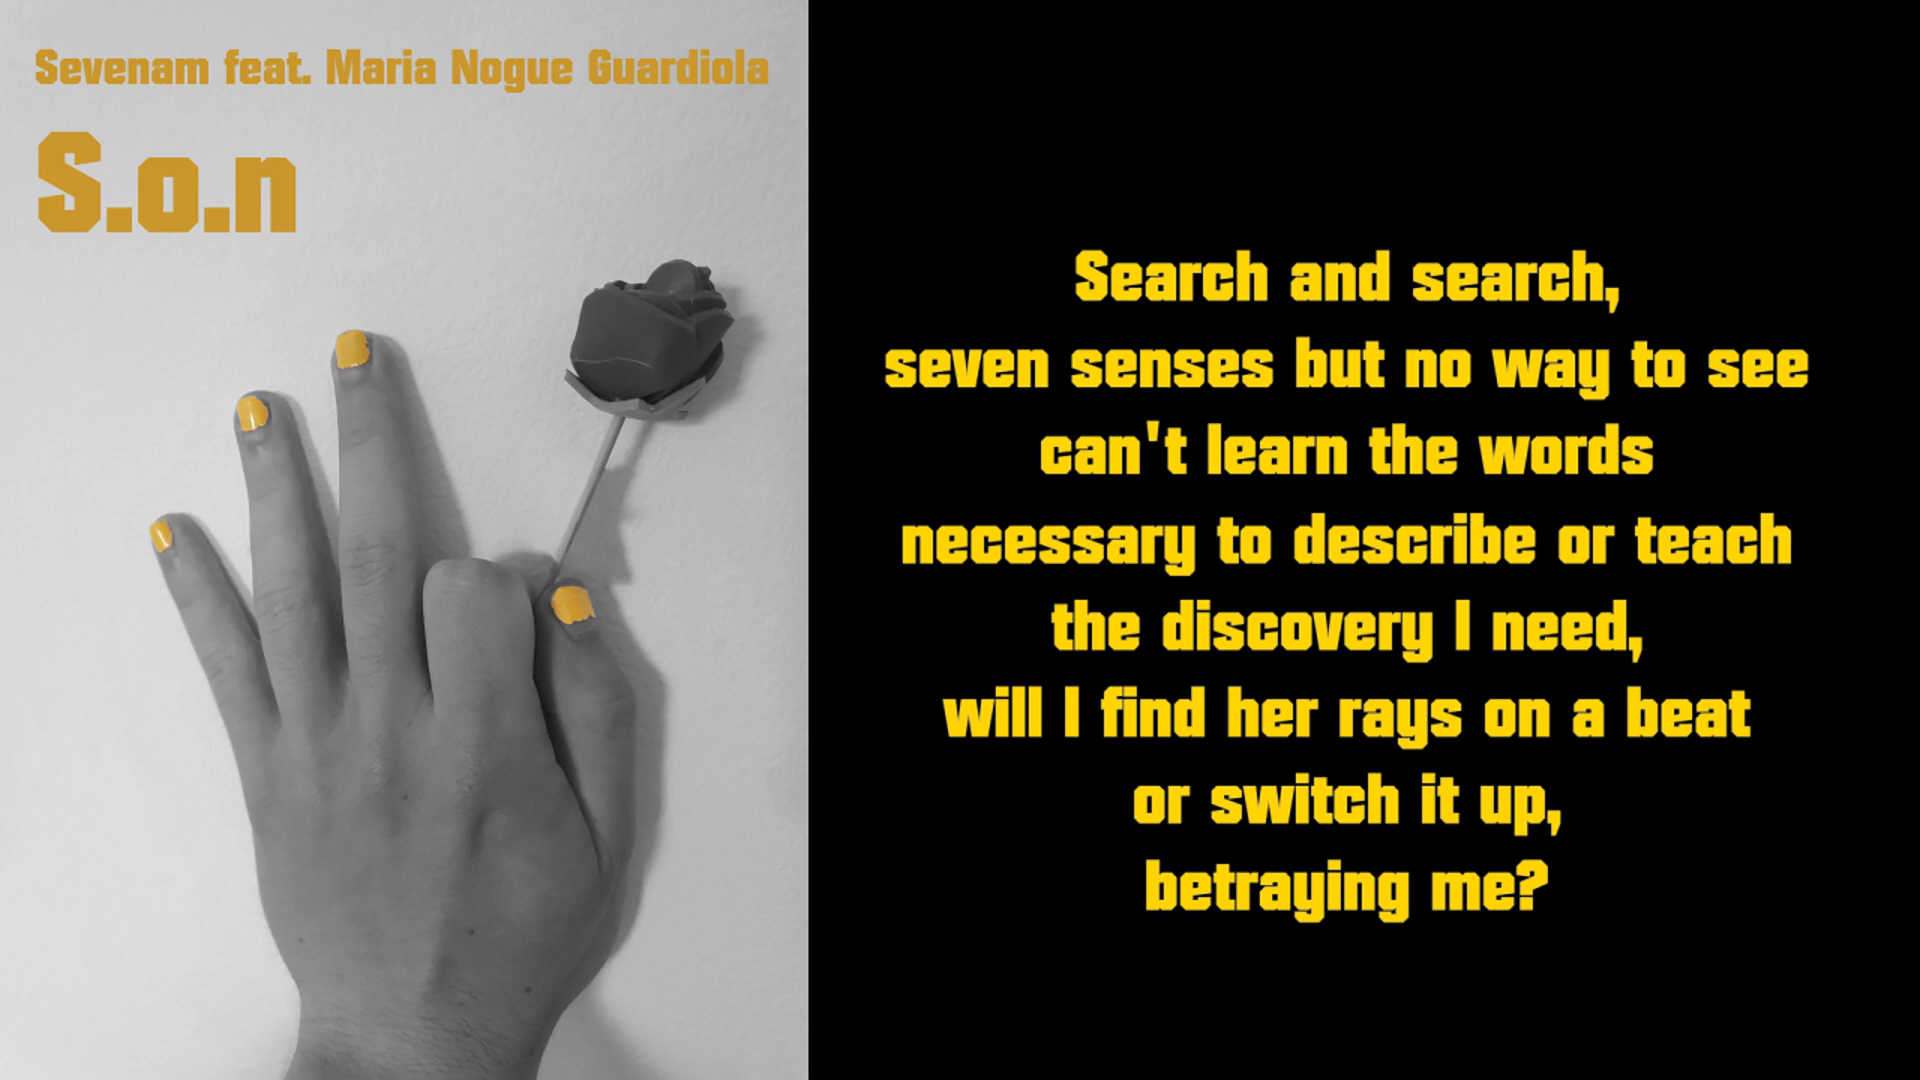 Sevenam feat. Maria Nogue Guardiola
S.o.n
Search and search,
seven senses but no way to see
can't learn the words
necessary to describe or teach
the discovery I need,
will I find her rays on a beat
or switch it up,
betraying me?